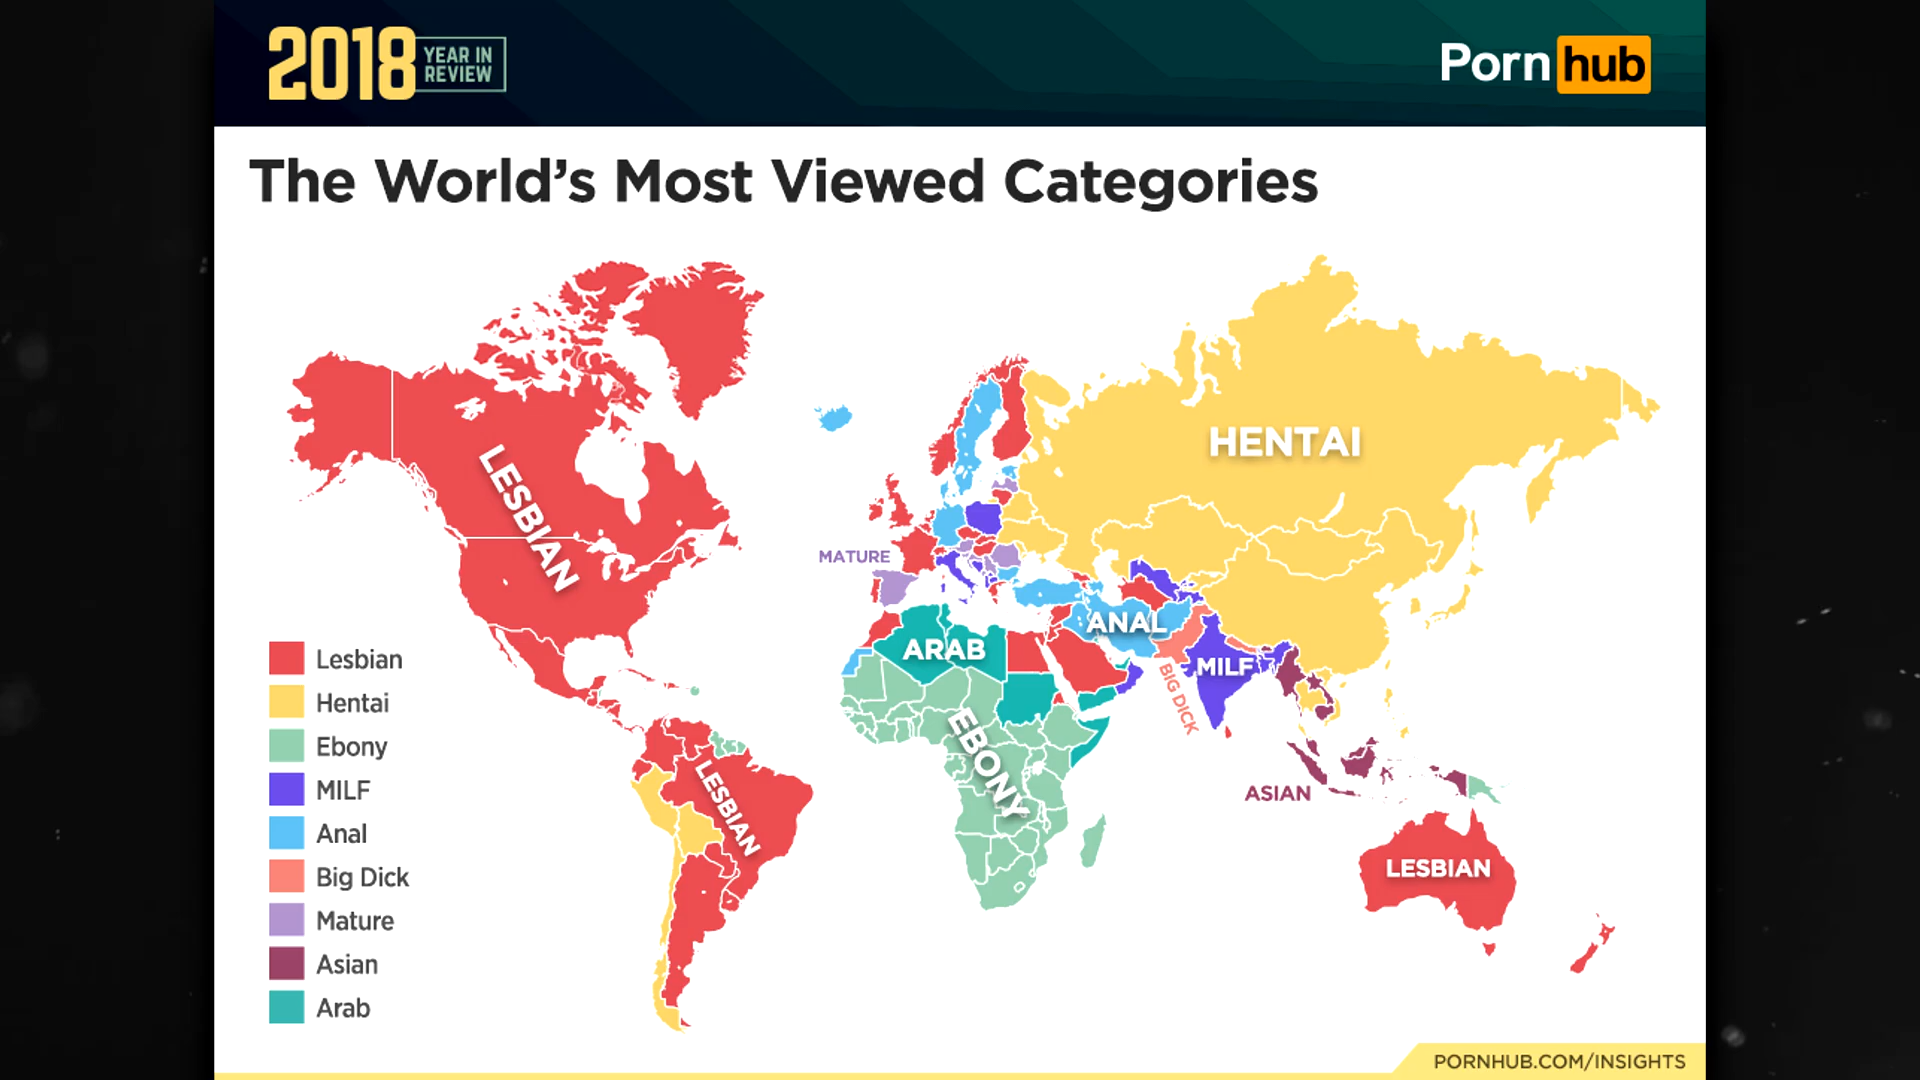 2018 YEAR IN REVIEW
Pornhub
The World's Most Viewed Categories
LESBIAN
HENTAI
MATURE
ARAB
ANAL
MILF
BIG DICK
EBONY
LESBIAN
ASIAN
LESBIAN
Lesbian
Hentai
Ebony
MILF
Anal
Big Dick
Mature
Asian
Arab
PORNHUB.COM/INSIGHTS